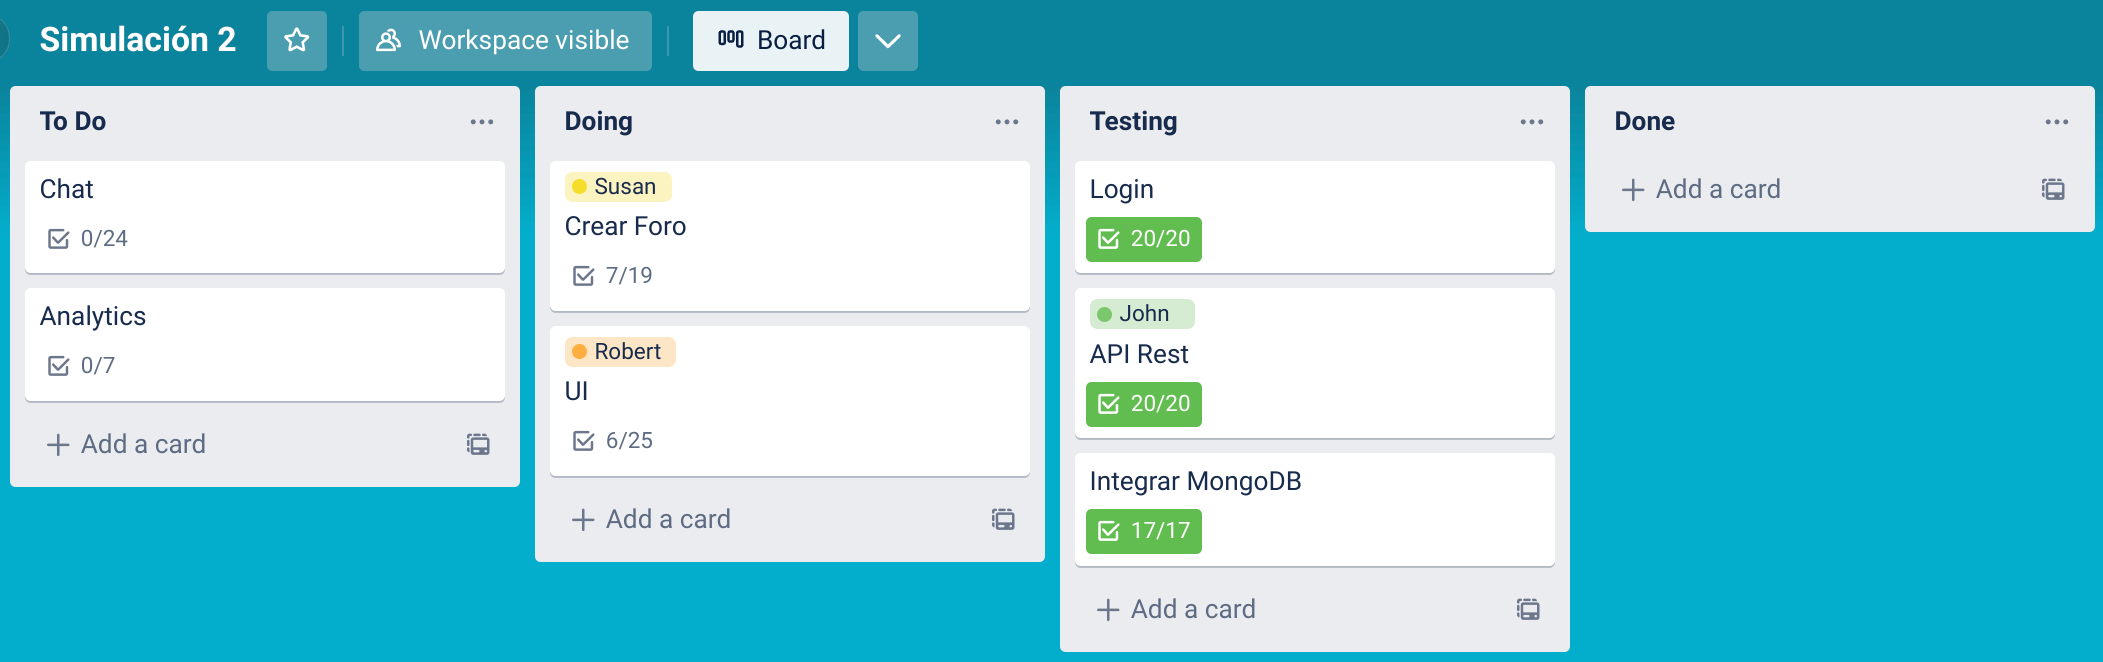 Simulación 2
Workspace visible
Board
To Do
Chat
0/24
Analytics
0/7
Add a card
Doing
Susan
Crear Foro
7/19
Robert
UI
6/25
Add a card
Testing
Login
20/20
John
API Rest
20/20
Integrar MongoDB
17/17
Add a card
Done
Add a card